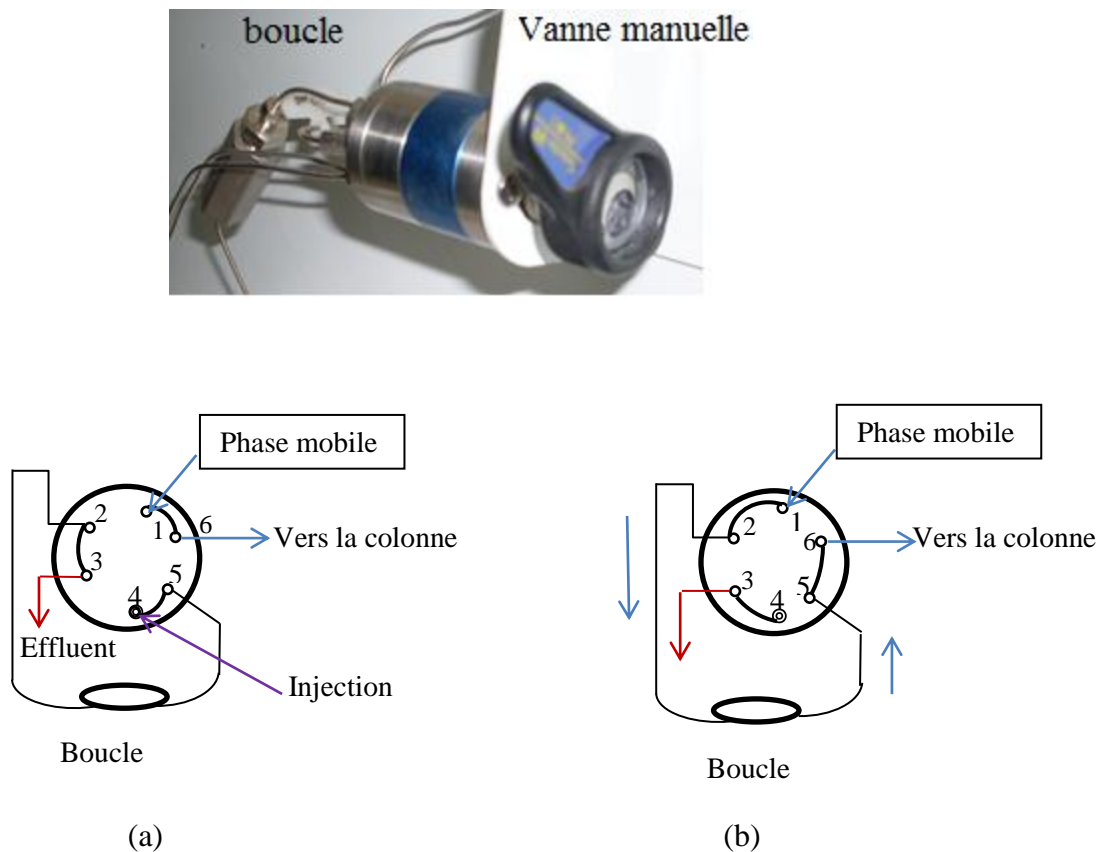 boucle
Vanne manuelle
Phase mobile
2
1
6
Vers la colonne
3
5
4
Effluent
Injection
Boucle
(a)
Phase mobile
2
1
6
Vers la colonne
3
4
5
Boucle
(b)